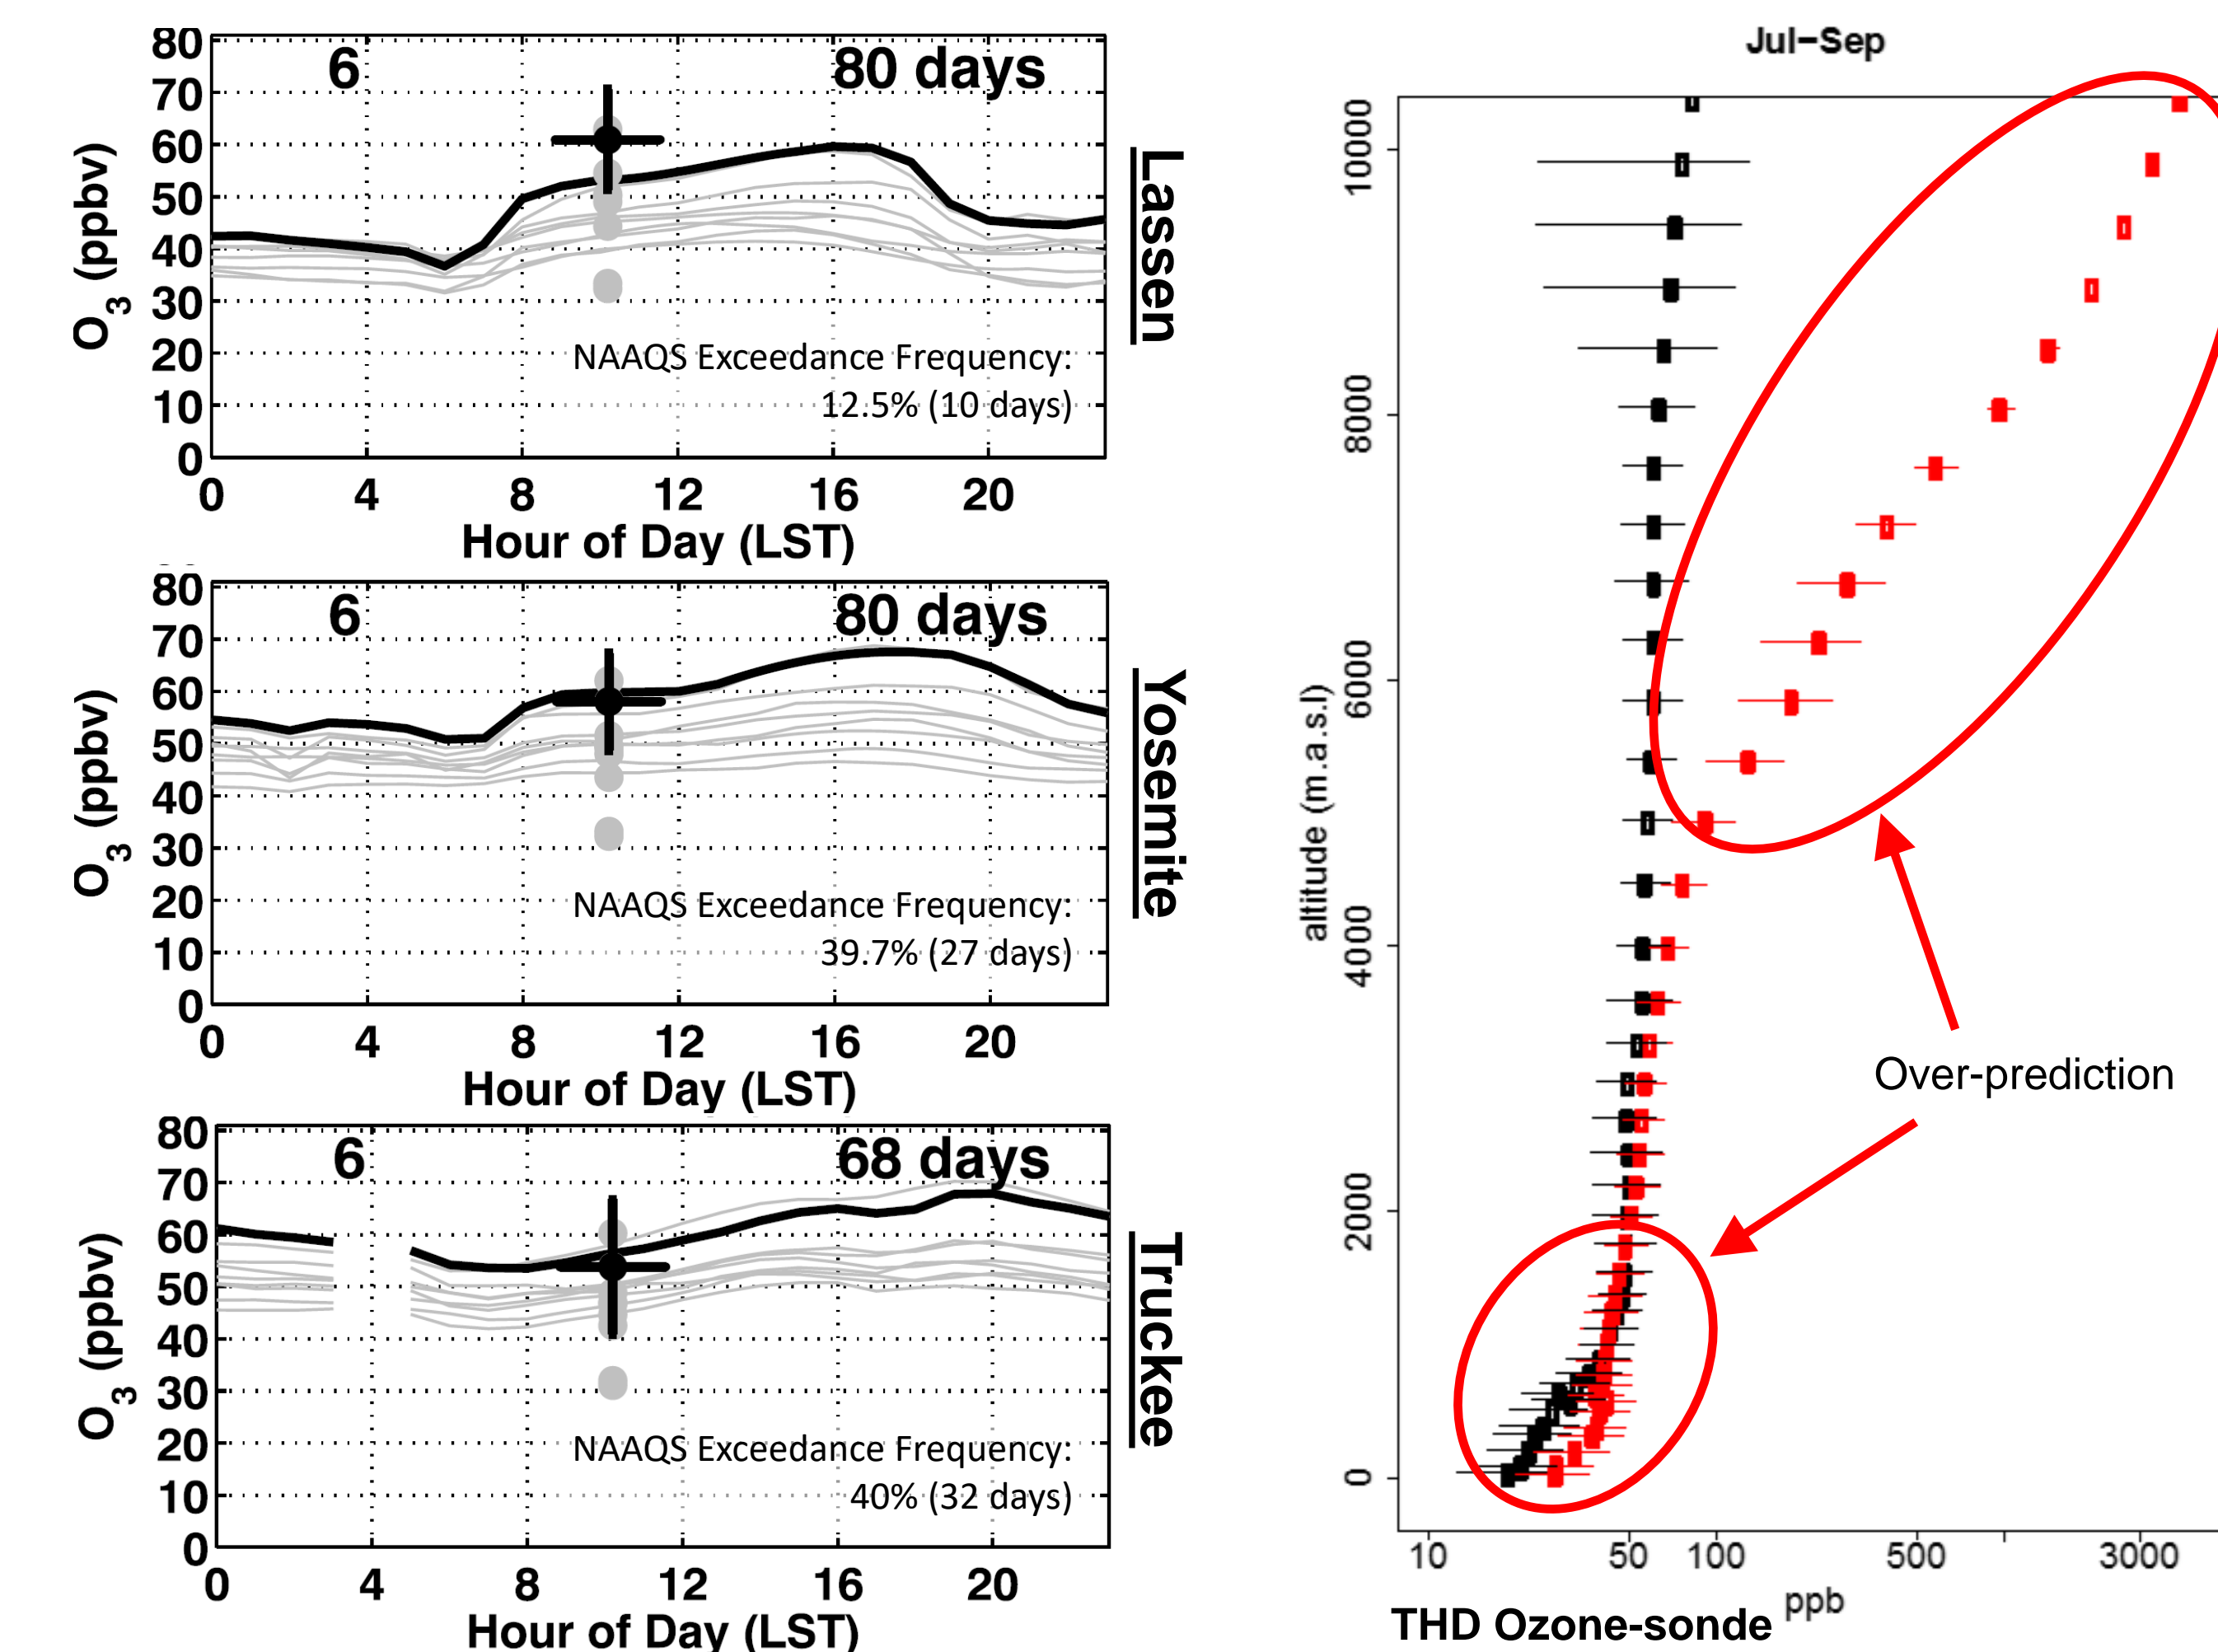 80
70
60
50
40
30
20
10
0
O3 (ppbv)
6
80 days
NAAQS Exceedance Frequency:
12.5% (10 days)
0 4 8 12 16 20
Hour of Day (LST)
Lassen
80
70
60
50
40
30
20
10
0
O3 (ppbv)
6
80 days
NAAQS Exceedance Frequency:
39.7% (27 days)
0 4 8 12 16 20
Hour of Day (LST)
Yosemite
80
70
60
50
40
30
20
10
0
O3 (ppbv)
6
68 days
NAAQS Exceedance Frequency:
40% (32 days)
0 4 8 12 16 20
Hour of Day (LST)
Truckee
Jul-Sep
10000
8000
6000
4000
2000
0
altitude (m.a.s.l)
Over-prediction
10 50 100 500 3000
ppb
THD Ozone-sonde